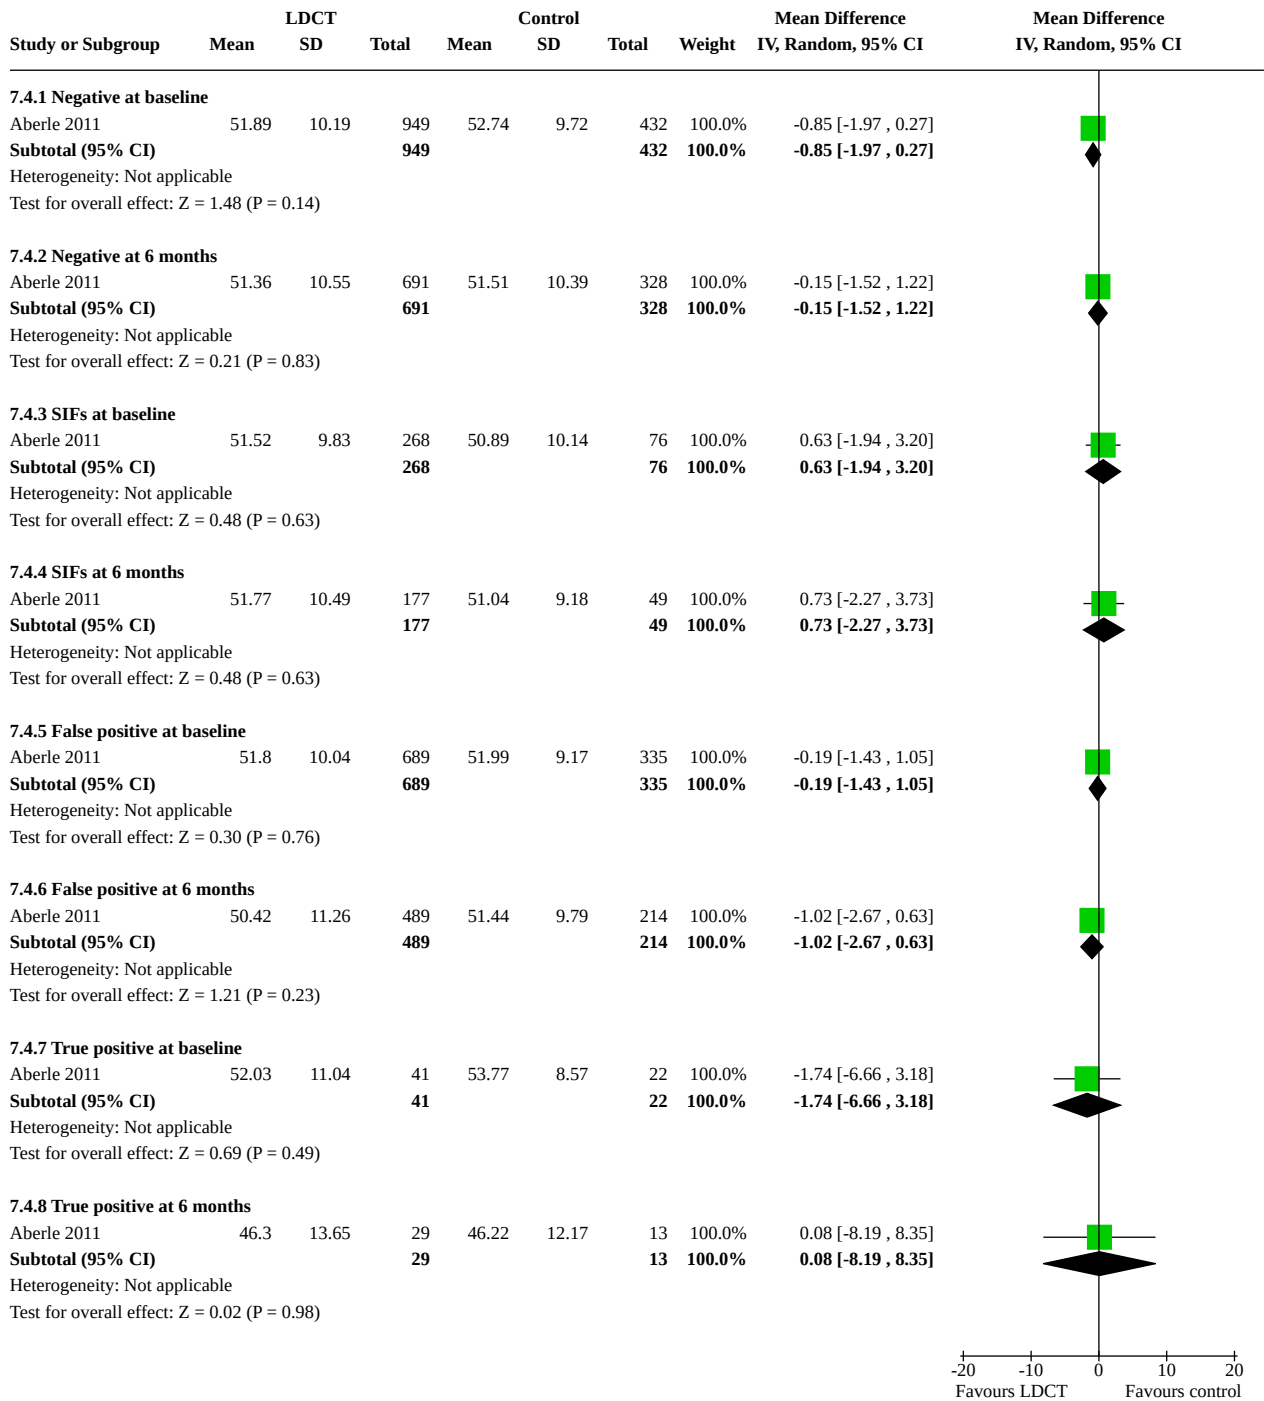 LDCT Control Mean Difference Mean Difference
Study or Subgroup Mean SD Total Mean SD Total Weight IV, Random, 95% CI IV, Random, 95% CI
7.4.1 Negative at baseline
Aberle 2011 51.89 10.19 949 52.74 9.72 432 100.0% -0.85 [-1.97 , 0.27]
Subtotal (95% CI) 949 432 100.0% -0.85 [-1.97 , 0.27]
Heterogeneity: Not applicable
Test for overall effect: Z = 1.48 (P = 0.14)
7.4.2 Negative at 6 months
Aberle 2011 51.36 10.55 691 51.51 10.39 328 100.0% -0.15 [-1.52 , 1.22]
Subtotal (95% CI) 691 328 100.0% -0.15 [-1.52 , 1.22]
Heterogeneity: Not applicable
Test for overall effect: Z = 0.21 (P = 0.83)
7.4.3 SIFs at baseline
Aberle 2011 51.52 9.83 268 50.89 10.14 76 100.0% 0.63 [-1.94 , 3.20]
Subtotal (95% CI) 268 76 100.0% 0.63 [-1.94 , 3.20]
Heterogeneity: Not applicable
Test for overall effect: Z = 0.48 (P = 0.63)
7.4.4 SIFs at 6 months
Aberle 2011 51.77 10.49 177 51.04 9.18 49 100.0% 0.73 [-2.27 , 3.73]
Subtotal (95% CI) 177 49 100.0% 0.73 [-2.27 , 3.73]
Heterogeneity: Not applicable
Test for overall effect: Z = 0.48 (P = 0.63)
7.4.5 False positive at baseline
Aberle 2011 51.8 10.04 689 51.99 9.17 335 100.0% -0.19 [-1.43 , 1.05]
Subtotal (95% CI) 689 335 100.0% -0.19 [-1.43 , 1.05]
Heterogeneity: Not applicable
Test for overall effect: Z = 0.30 (P = 0.76)
7.4.6 False positive at 6 months
Aberle 2011 50.42 11.26 489 51.44 9.79 214 100.0% -1.02 [-2.67 , 0.63]
Subtotal (95% CI) 489 214 100.0% -1.02 [-2.67 , 0.63]
Heterogeneity: Not applicable
Test for overall effect: Z = 1.21 (P = 0.23)
7.4.7 True positive at baseline
Aberle 2011 52.03 11.04 41 53.77 8.57 22 100.0% -1.74 [-6.66 , 3.18]
Subtotal (95% CI) 41 22 100.0% -1.74 [-6.66 , 3.18]
Heterogeneity: Not applicable
Test for overall effect: Z = 0.69 (P = 0.49)
7.4.8 True positive at 6 months
Aberle 2011 46.3 13.65 29 46.22 12.17 13 100.0% 0.08 [-8.19 , 8.35]
Subtotal (95% CI) 29 13 100.0% 0.08 [-8.19 , 8.35]
Heterogeneity: Not applicable
Test for overall effect: Z = 0.02 (P = 0.98)
-20 -10 0 10 20
Favours LDCT Favours control